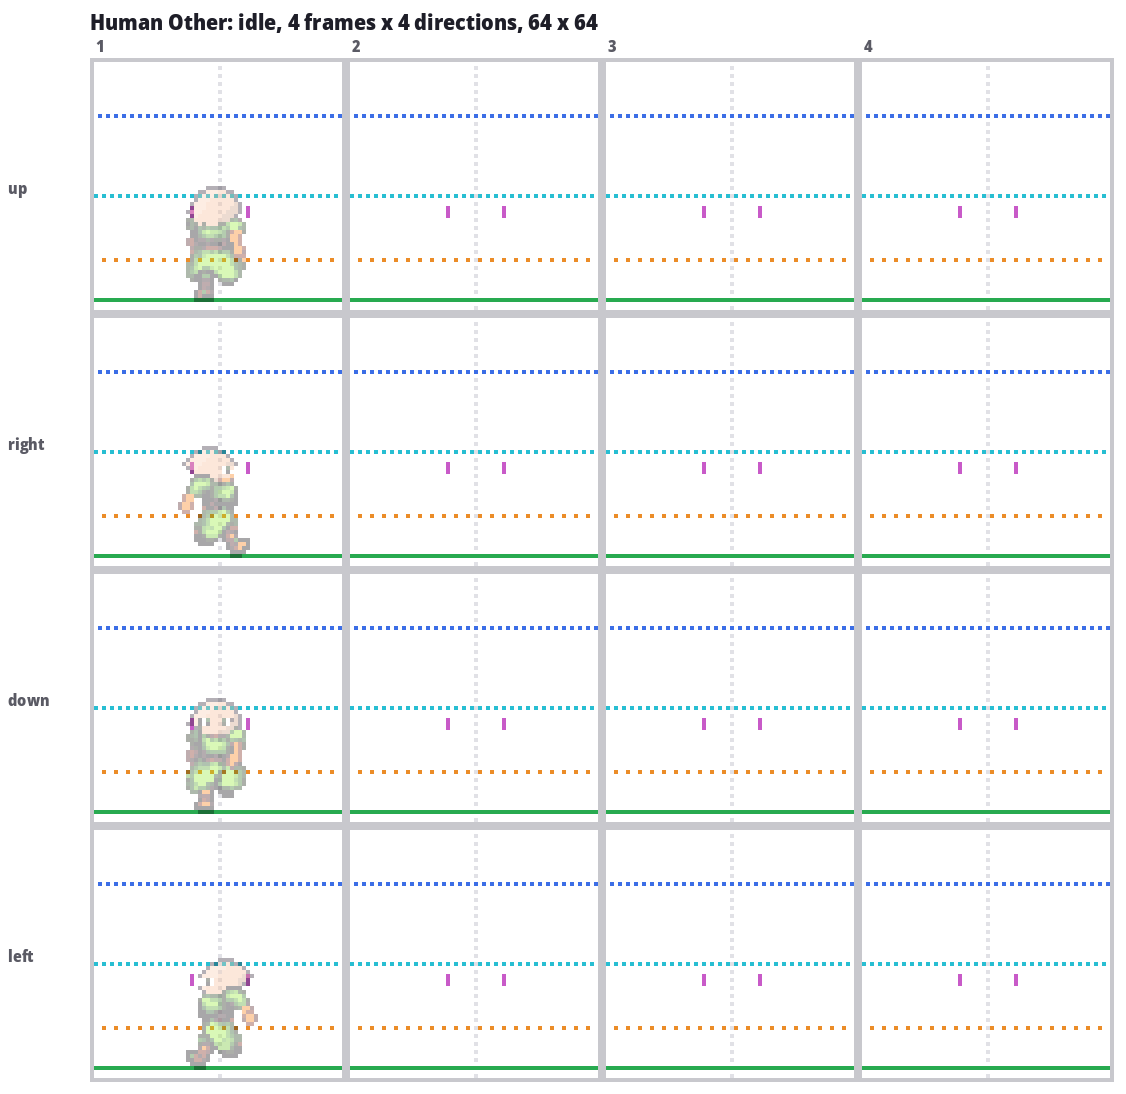 Human Other: idle, 4 frames x 4 directions, 64 x 64
1 2 3 4
up
right
down
left